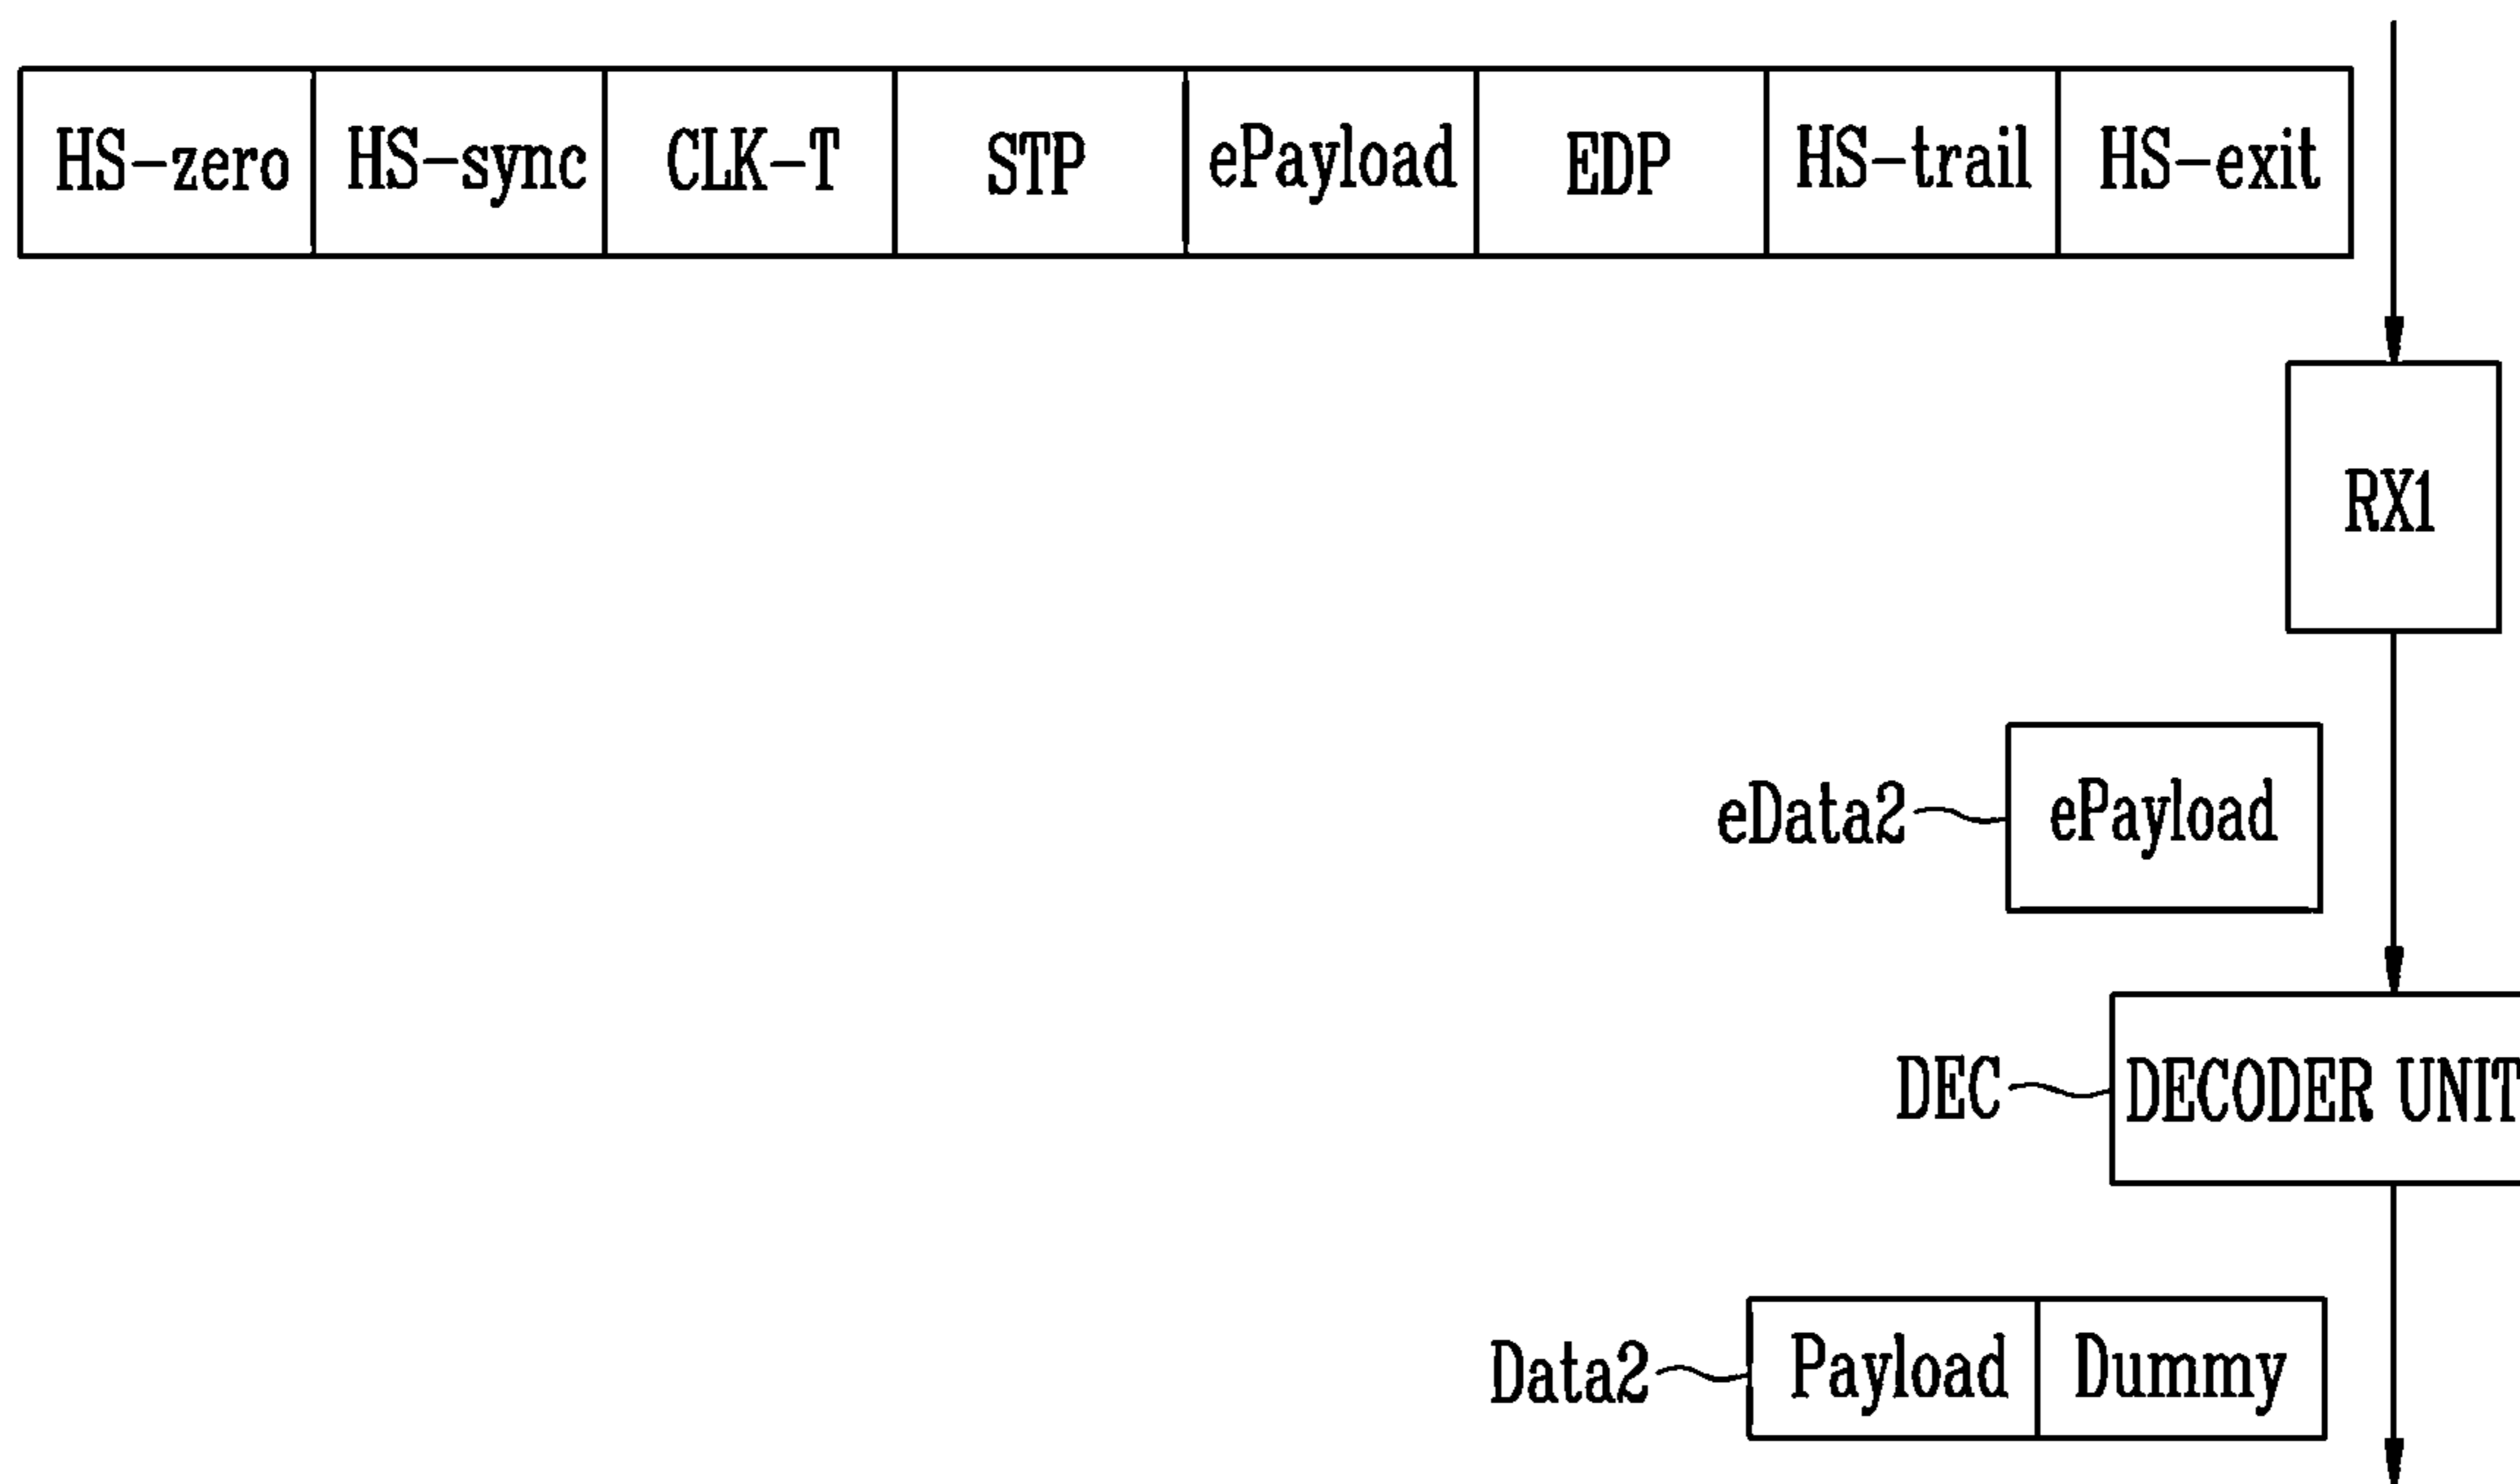 HS-zero HS-sync CLK-T STP ePayload EDP HS-trail HS-exit
RX1
eData2 ePayload
DEC DECODER UNIT
Data2 Payload Dummy